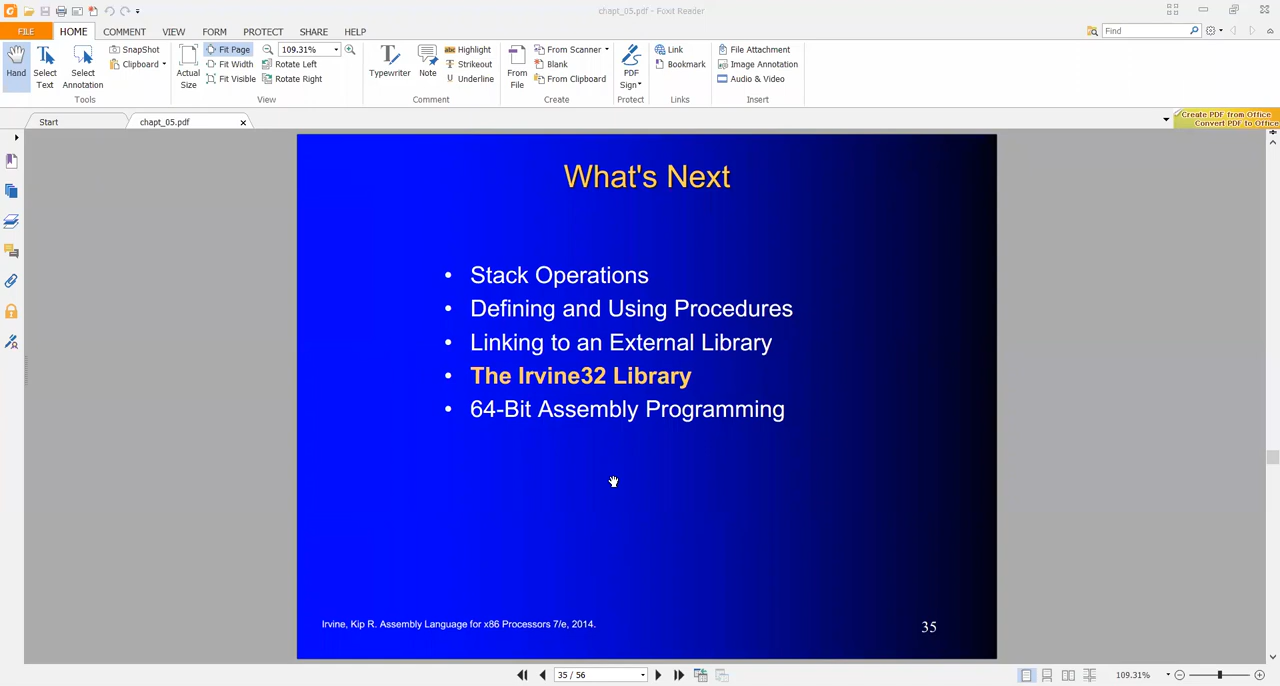 chapt_05.pdf - Foxit Reader
FILE HOME COMMENT VIEW FORM PROTECT SHARE HELP
Find
Hand
Select Text
Select Annotation
SnapShot
Clipboard
Tools
Actual Size
Fit Page
Fit Width
Fit Visible
109.31%
Rotate Left
Rotate Right
View
Typewriter
Note
Highlight
Strikeout
Underline
Comment
From File
From Scanner
Blank
From Clipboard
Create
PDF Sign
Protect
Link
Bookmark
Links
File Attachment
Image Annotation
Audio & Video
Insert
Start
chapt_05.pdf
Create PDF from Office
Convert PDF to Office
What's Next
• Stack Operations
• Defining and Using Procedures
• Linking to an External Library
• The Irvine32 Library
• 64-Bit Assembly Programming
Irvine, Kip R. Assembly Language for x86 Processors 7/e, 2014.
35
35 / 56
109.31%